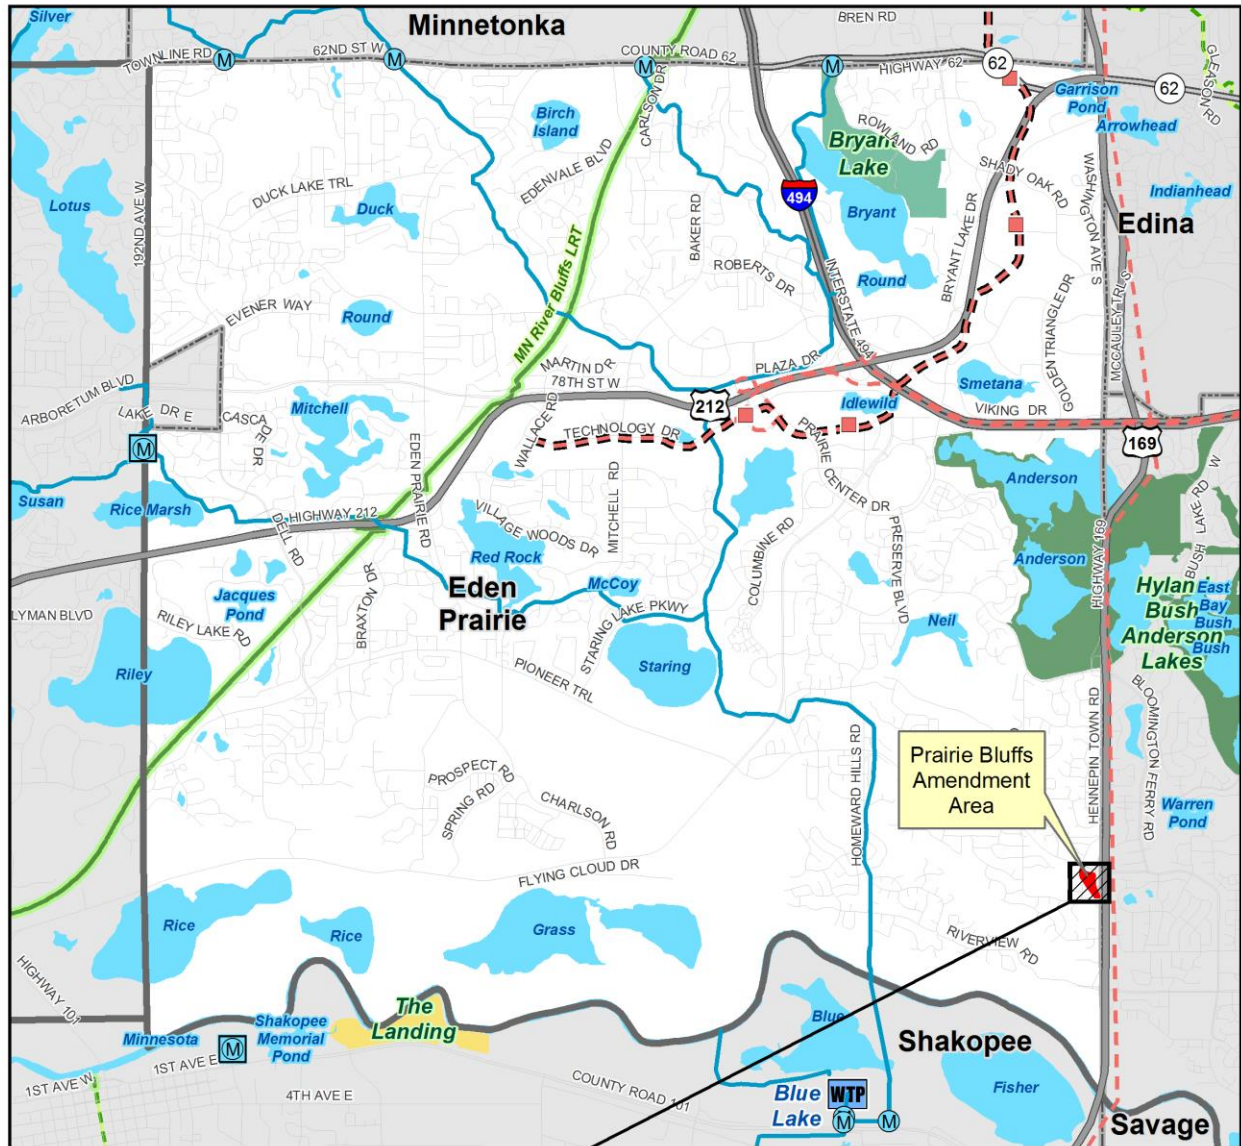 Silver
Minnetonka
BREN RD
TOWNLINE RD
62ND ST W
COUNTY ROAD 62
HIGHWAY 62
62
62
GLEASON RD
M
M
M
M
Garrison
Pond
Arrowhead
Birch
Island
CARLSON DR
ROWLAND RD
Bryant
Lake
EDENVALE BLVD
SHADY OAK RD
WASHINGTON AVE S
DUCK LAKE TRL
Duck
494
Indianhead
Lotus
192ND AVE W
BAKER RD
Bryant
BRYANT LAKE DR
Edina
ROBERTS DR
Round
INTERSTATE 494
GOLDEN TRIANGLE DR
MCCAULEY TRL S
EVENER WAY
Round
MN River Bluffs LRT
MARTIN DR
PLAZA DR
78TH ST W
Smetana
ARBORETUM BLVD
LAKE DR E
CASCADE DR
Mitchell
212
Idlewild
VIKING DR
WALLACE RD
TECHNOLOGY DR
PRAIRIE CENTER DR
169
M
EDEN PRAIRIE RD
MITCHELL RD
Anderson
BUSH LAKE RD W
Susan
Rice Marsh
HIGHWAY 212
DELL RD
VILLAGE WOODS DR
COLUMBINE RD
PRESERVE BLVD
HIGHWAY 169
Red Rock
Anderson
Eden
Prairie
McCoy
Jacques
Pond
BRAXTON DR
STARING LAKE PKWY
Hyland
Bush
Anderson
Lakes
East
Bay
Bush
Bush
LYMAN BLVD
RILEY LAKE RD
Neil
Riley
PIONEER TRL
Staring
HENNEPIN TOWN RD
BLOOMINGTON FERRY RD
HOMEWARD HILLS RD
Prairie Bluffs
Amendment
Area
PROSPECT RD
SPRING RD
CHARLSON RD
Warren
Pond
FLYING CLOUD DR
Rice
Rice
Grass
RIVERVIEW RD
HIGHWAY 101
The
Landing
Shakopee
Memorial
Pond
Minnesota
M
Blue
Shakopee
1ST AVE W
1ST AVE E
4TH AVE E
COUNTY ROAD 101
Blue
Lake
WTP
M
M
Fisher
Savage